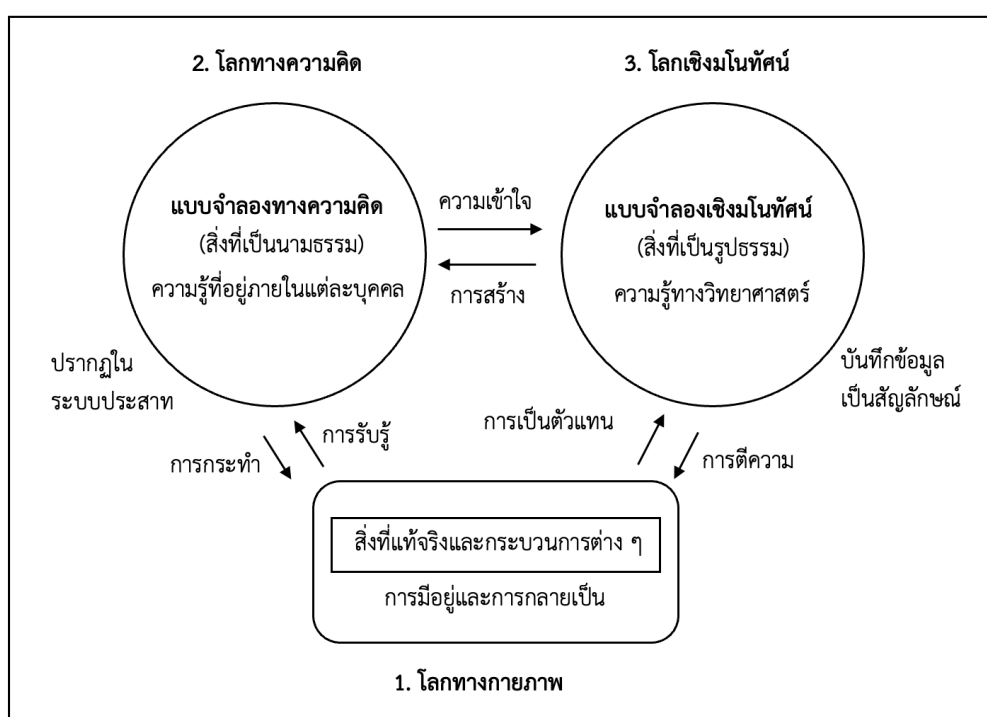 2. โลกทางความคิด
3. โลกเชิงมโนทัศน์
แบบจำลองทางความคิด
(สิ่งที่เป็นนามธรรม)
ความรู้ที่อยู่ภายในแต่ละบุคคล
ความเข้าใจ
การสร้าง
แบบจำลองเชิงมโนทัศน์
(สิ่งที่เป็นรูปธรรม)
ความรู้ทางวิทยาศาสตร์
ปรากฏใน
ระบบประสาท
บันทึกข้อมูล
เป็นสัญลักษณ์
การกระทำ
การรับรู้
การเป็นตัวแทน
การตีความ
สิ่งที่แท้จริงและกระบวนการต่าง ๆ
การมีอยู่และการกลายเป็น
1. โลกทางกายภาพ